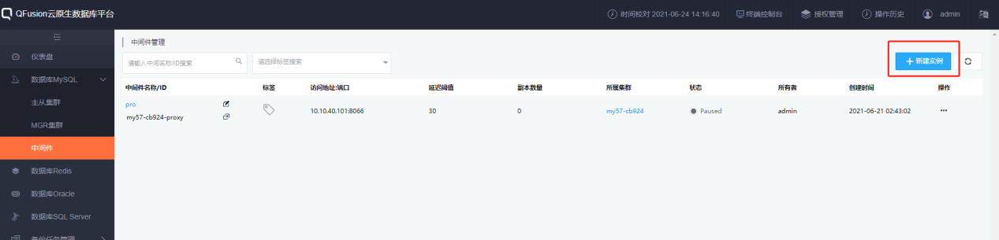 QFusion云原生数据库平台
时间校对 2021-06-24 14:16:40 终端控制台 授权管理 操作历史 admin
仪表盘
数据库MySQL
主从集群
MGR集群
中间件
数据库Redis
数据库Oracle
数据库SQL Server
备份任务管理
中间件管理
请输入中间名称/ID搜索 请选择标签搜索 新建实例
中间件名称/ID 标签 访问地址:端口 延迟阈值 副本数量 所属集群 状态 所有者 创建时间 操作
pro
my57-cb924-proxy 10.10.40.101:8066 30 0 my57-cb924 Paused admin 2021-06-21 02:43:02 •••